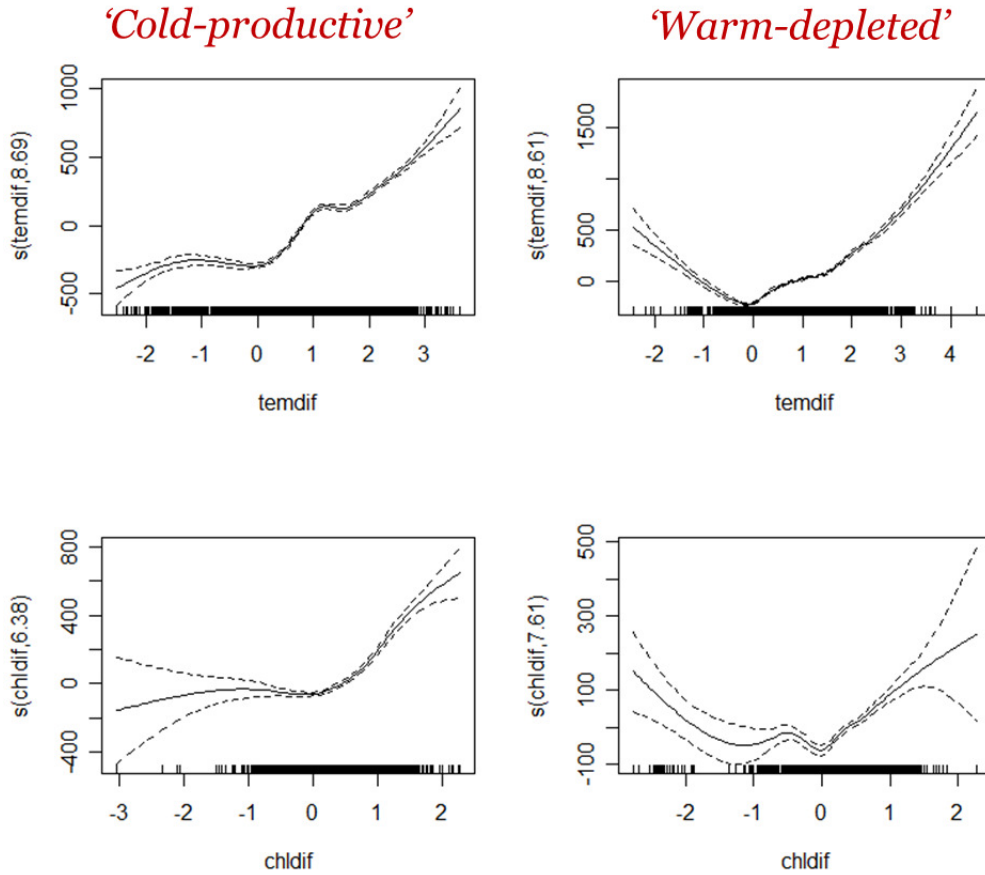 ‘Cold-productive’
‘Warm-depleted’
s(temdif,8.69)
1000
500
0
-500
-2 -1 0 1 2 3
temdif
s(temdif,8.61)
1500
500
0
-2 -1 0 1 2 3 4
temdif
s(chldif,6.38)
800
400
0
-400
-3 -2 -1 0 1 2
chldif
s(chldif,7.61)
500
300
100
-100
-2 -1 0 1 2
chldif